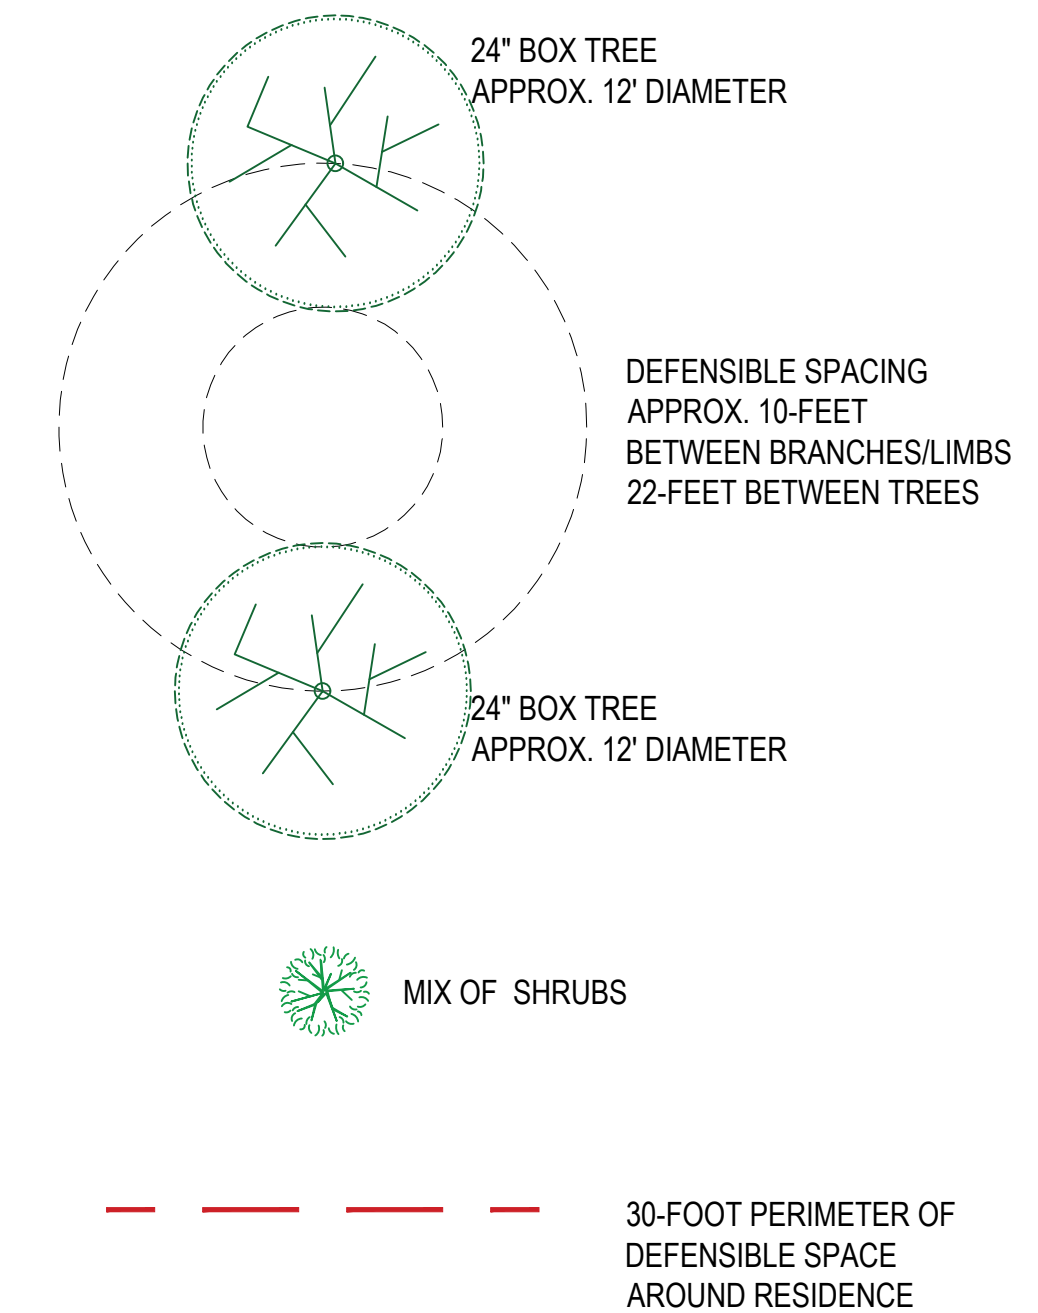 24" BOX TREE
APPROX. 12' DIAMETER
DEFENSIBLE SPACING
APPROX. 10-FEET
BETWEEN BRANCHES/LIMBS
22-FEET BETWEEN TREES
24" BOX TREE
APPROX. 12' DIAMETER
MIX OF  SHRUBS
30-FOOT PERIMETER OF
DEFENSIBLE SPACE
AROUND RESIDENCE